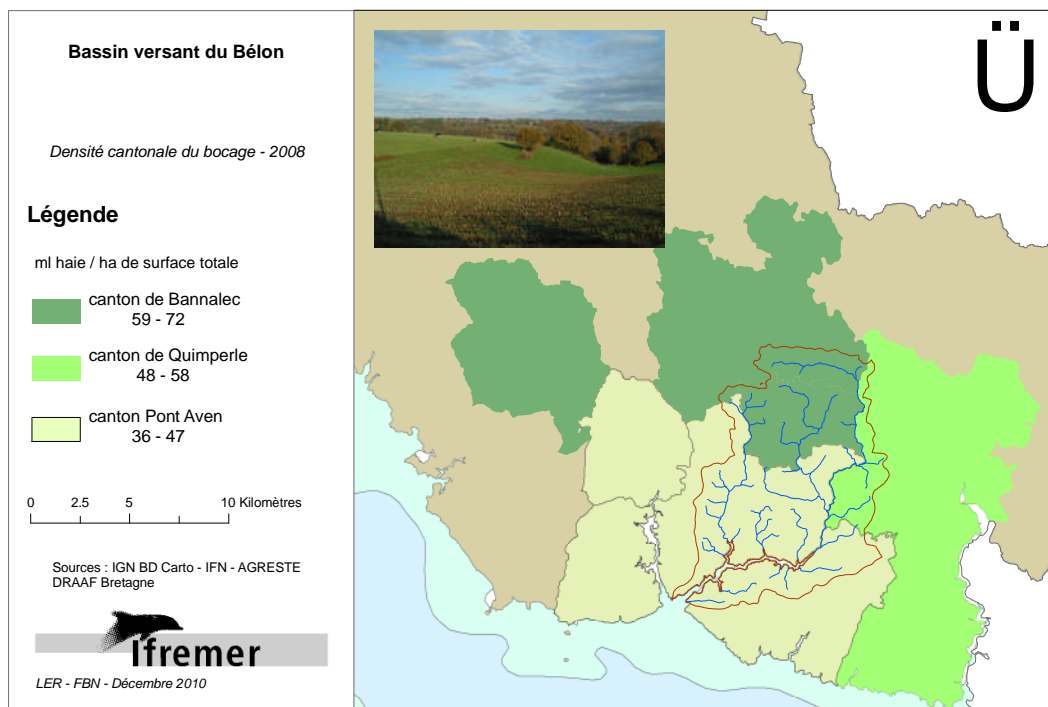 Bassin versant du Bélon
Densité cantonale du bocage - 2008
Légende
ml haie / ha de surface totale
canton de Bannalec
59 - 72
canton de Quimperle
48 - 58
canton Pont Aven
36 - 47
0 2.5 5 10 Kilomètres
Sources : IGN BD Carto - IFN - AGRESTE
DRAAF Bretagne
Ifremer
LER - FBN - Décembre 2010
Ü